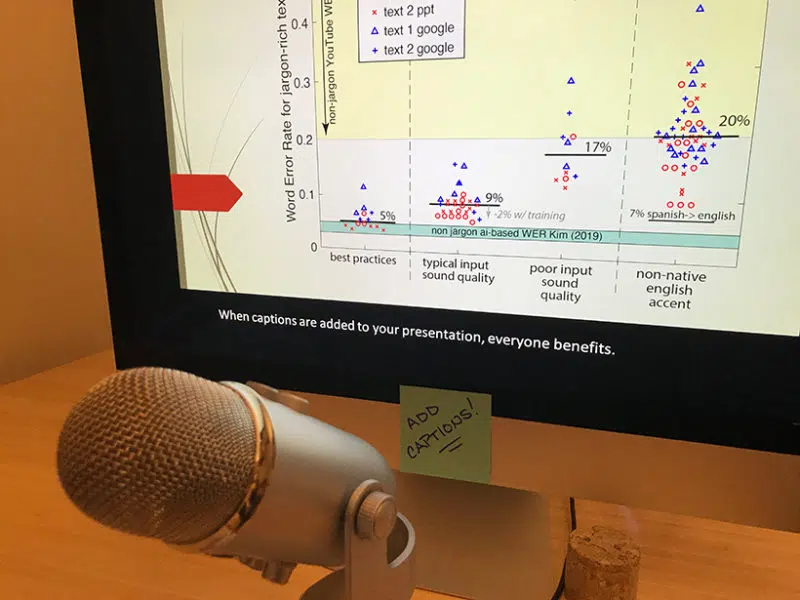 Word Error Rate for jargon-rich tex
non-jargon YouTube WE
0.4
0.3
0.2
0.1
0
text 2 ppt
text 1 google
text 2 google
5%
9%
~2% w/ training
17%
20%
7% spanish-> english
non jargon ai-based WER Kim (2019)
best practices
typical input
sound quality
poor input
sound
quality
non-native
english
accent
When captions are added to your presentation, everyone benefits.
ADD
CAPTIONS!